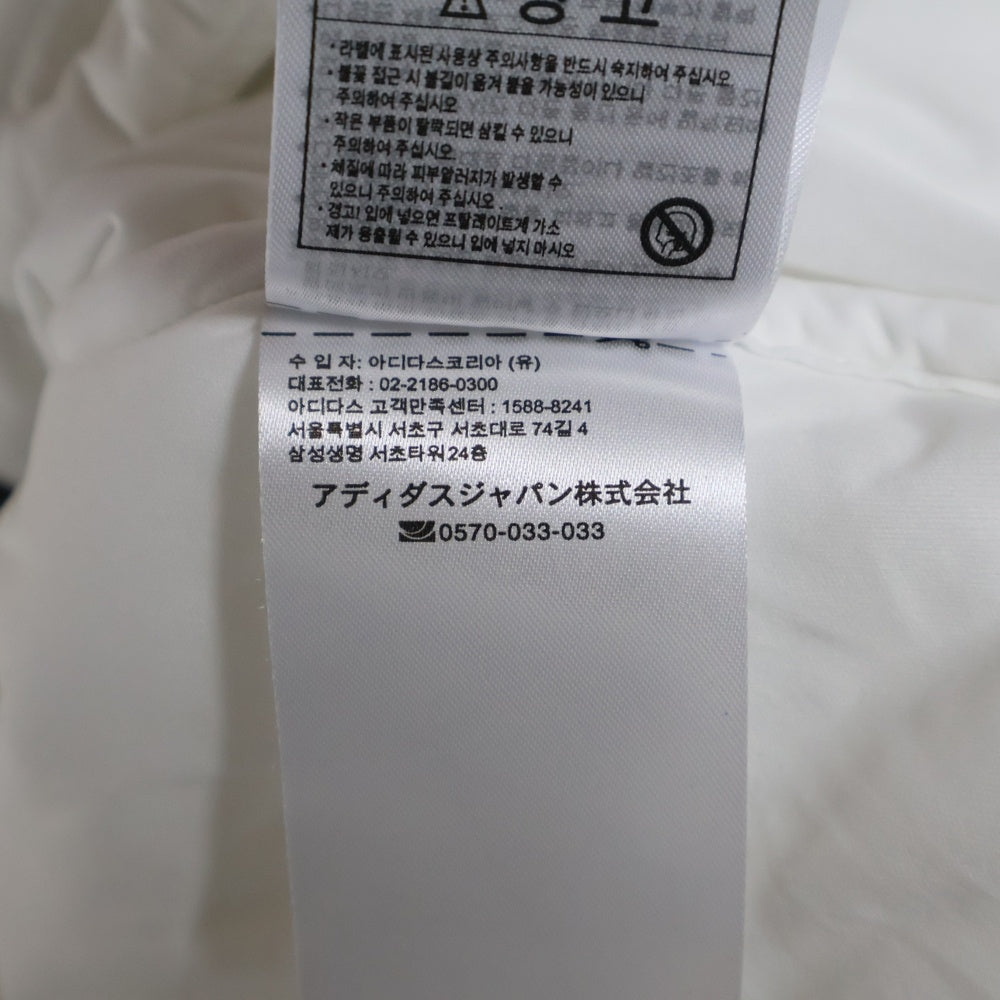 경고
· 라벨에 표시된 사용상 주의사항을 반드시 숙지하여 주십시오
· 불꽃 접근 시 불길이 옮겨 붙을 가능성이 있으니
주의하여 주십시오
· 작은 부품이 탈락되면 삼킬 수 있으니
주의하여 주십시오
· 체질에 따라 피부알러지가 발생할 수
있으니 주의하여 주십시오
· 경고! 입에 넣으면 프탈레이트계 가소
제가 용출될 수 있으니 입에 넣지 마시오
수 입 자: 아디다스코리아 (유)
대표전화 : 02-2186-0300
아디다스 고객만족센터 : 1588-8241
서울특별시 서초구 서초대로 74길 4
삼성생명 서초타워24층
アディダスジャパン株式会社
0570-033-033